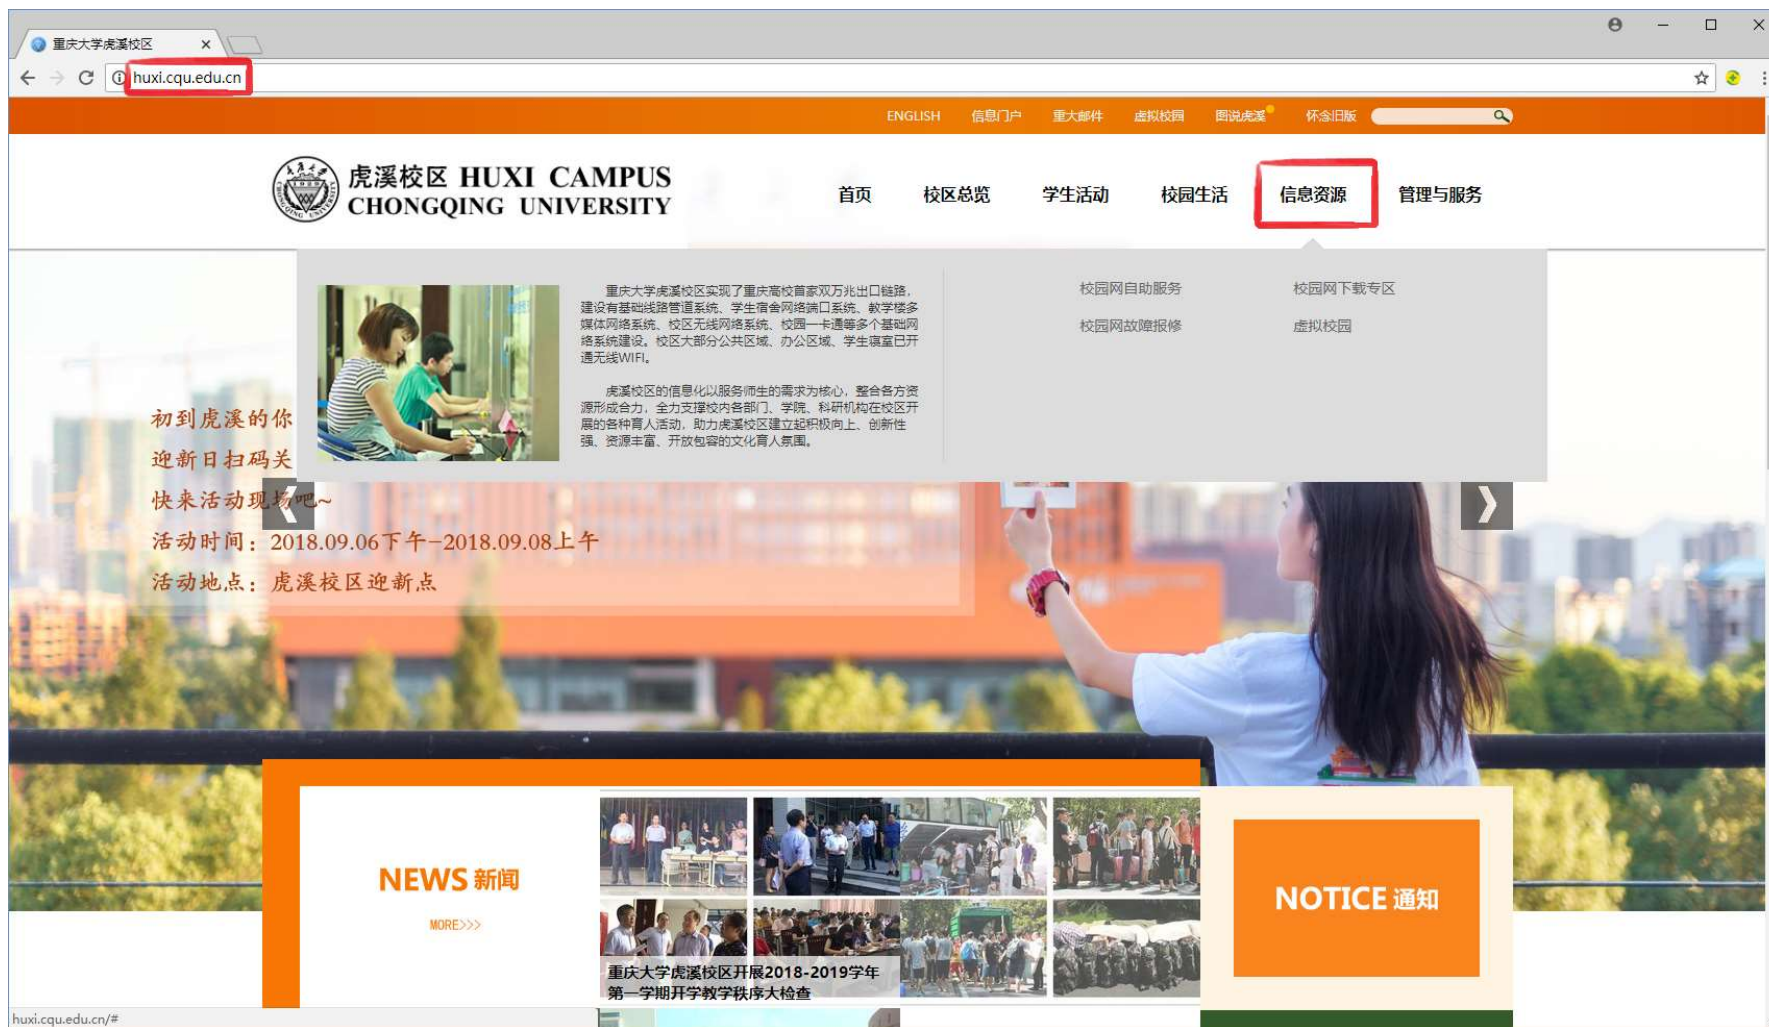 重庆大学虎溪校区
huxi.cqu.edu.cn
ENGLISH 信息门户 重大邮件 虚拟校园 图说虎溪 怀念旧版
虎溪校区 HUXI CAMPUS
CHONGQING UNIVERSITY
首页 校区总览 学生活动 校园生活 信息资源 管理与服务
重庆大学虎溪校区实现了重庆高校首家双万兆出口链路,
建设有基础线路管道系统、学生宿舍网络端口系统、教学楼多
媒体网络系统、校区无线网络系统、校园一卡通等多个基础网
络系统建设。校区大部分公共区域、办公区域、学生寝室已开
通无线WIFI。
虎溪校区的信息化以服务师生的需求为核心, 整合各方资
源形成合力, 全力支撑校内各部门、学院、科研机构在校区开
展的各种育人活动, 助力虎溪校区建立起积极向上、创新性
强、资源丰富、开放包容的文化育人氛围。
校园网自助服务 校园网下载专区
校园网故障报修 虚拟校园
初到虎溪的你
迎新日扫码关
快来活动现场吧~
活动时间: 2018.09.06下午-2018.09.08上午
活动地点: 虎溪校区迎新点
NEWS 新闻
MORE>>>
重庆大学虎溪校区开展2018-2019学年
第一学期开学教学秩序大检查
NOTICE 通知
huxi.cqu.edu.cn/#